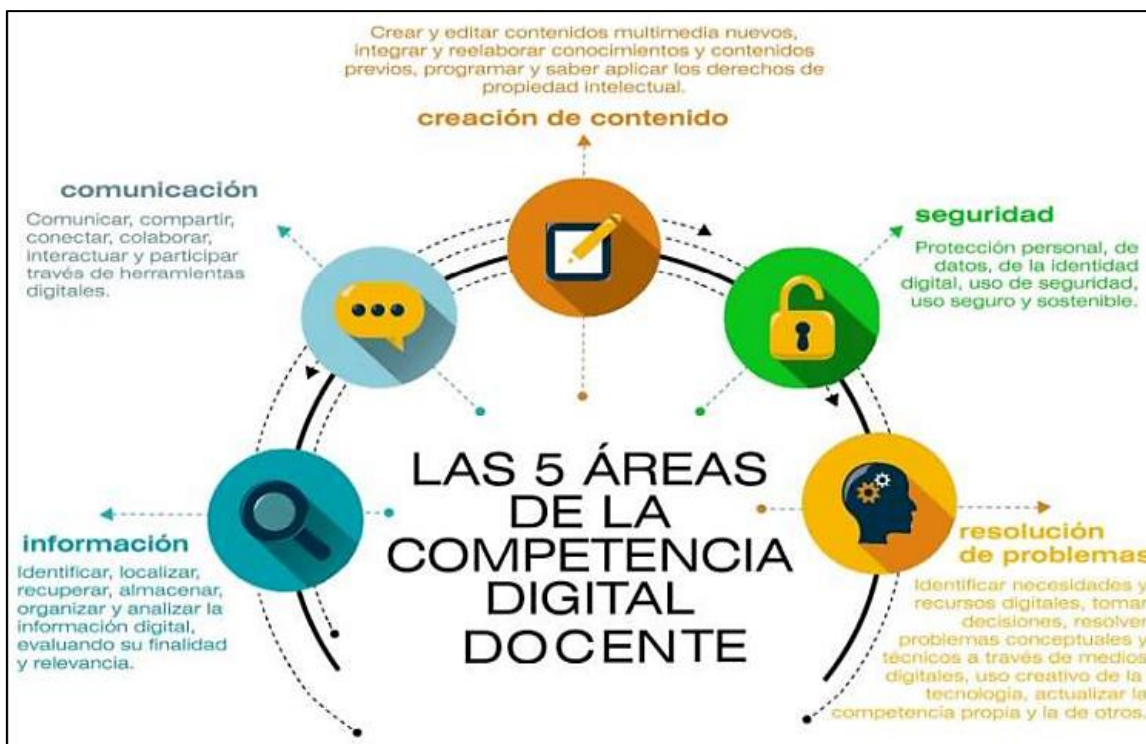 Crear y editar contenidos multimedia nuevos,
integrar y reelaborar conocimientos y contenidos
previos, programar y saber aplicar los derechos de
propiedad intelectual.
creación de contenido
comunicación
Comunicar, compartir,
conectar, colaborar,
interactuar y participar
través de herramientas
digitales.
seguridad
Protección personal, de
datos, de la identidad
digital, uso de seguridad,
uso seguro y sostenible.
información
Identificar, localizar,
recuperar, almacenar,
organizar y analizar la
información digital,
evaluando su finalidad
y relevancia.
LAS 5 ÁREAS
DE LA
COMPETENCIA
DIGITAL
DOCENTE
resolución
de problemas
Identificar necesidades y
recursos digitales, tomar
decisiones, resolver
problemas conceptuales y
técnicos a través de medios
digitales, uso creativo de la
tecnología, actualizar la
competencia propia y la de otros.